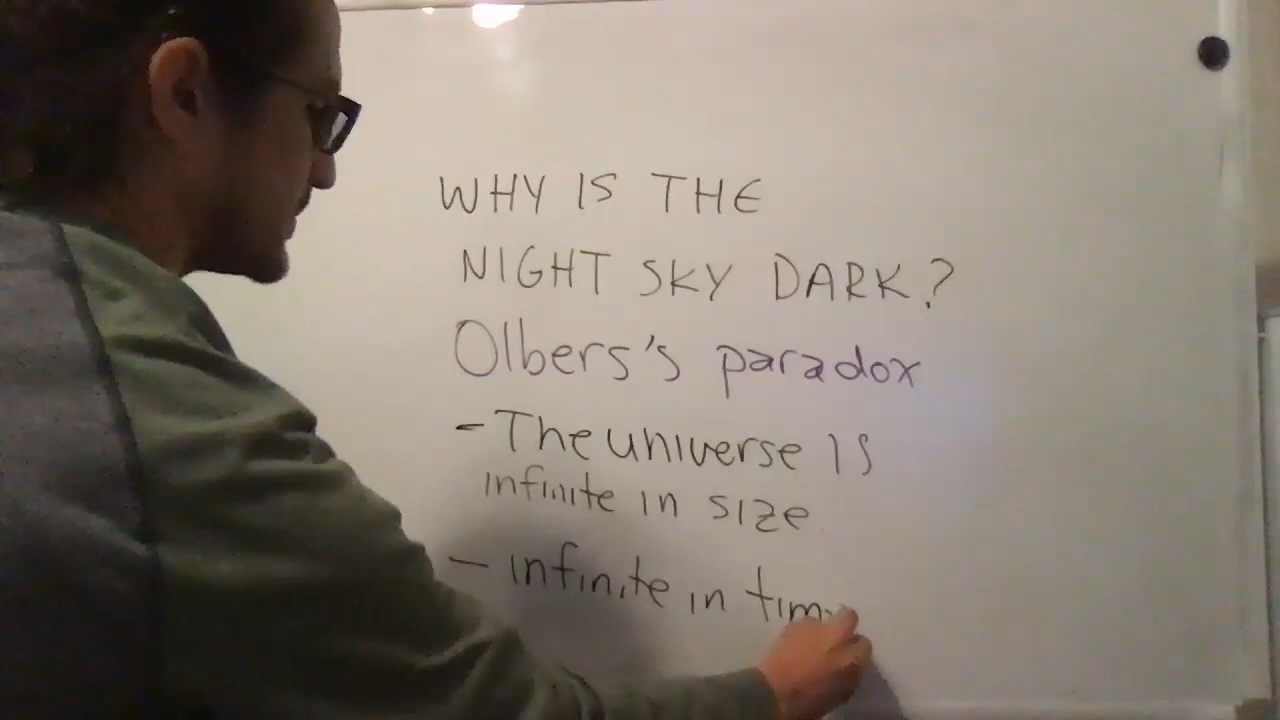 WHY IS THE
NIGHT SKY DARK?
Olbers's paradox
- The universe is
infinite in size
- infinite in tim